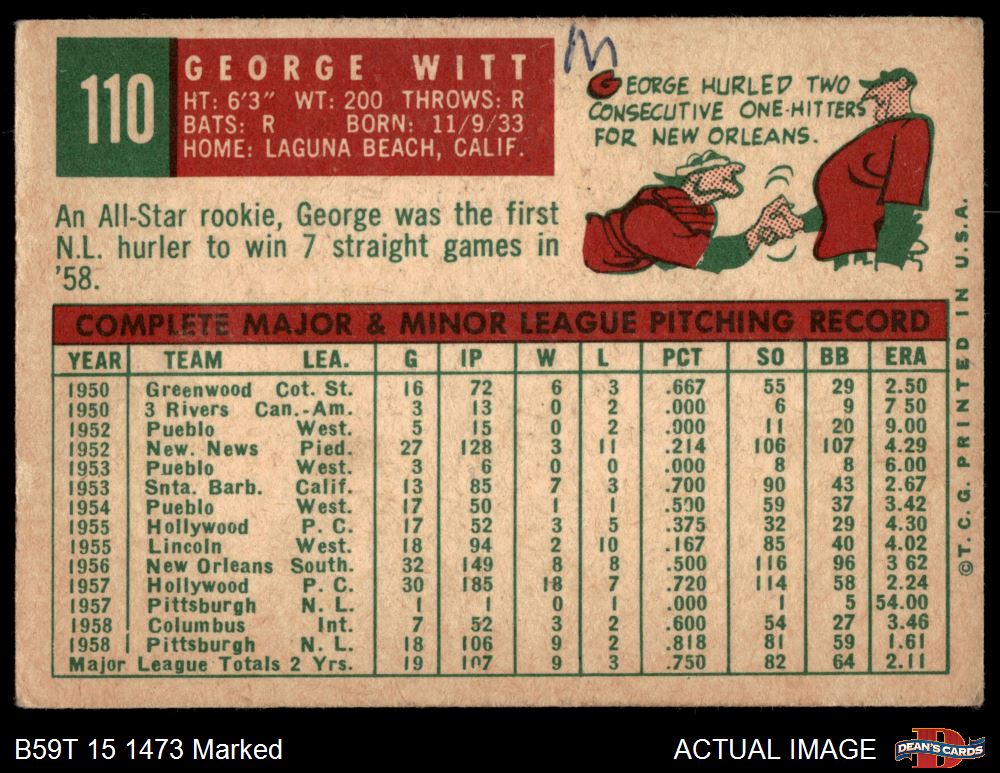 110
GEORGE WITT
HT: 6'3" WT: 200 THROWS: R
BATS: R BORN: 11/9/33
HOME: LAGUNA BEACH, CALIF.
M
GEORGE HURLED TWO
CONSECUTIVE ONE-HITTERS
FOR NEW ORLEANS.
An All-Star rookie, George was the first
N.L. hurler to win 7 straight games in
'58.
COMPLETE MAJOR & MINOR LEAGUE PITCHING RECORD
YEAR TEAM LEA. G IP W L PCT SO BB ERA
1950 Greenwood Cot. St. 16 72 6 3 .667 55 29 2.50
1950 3 Rivers Can.-Am. 3 13 0 2 .000 6 9 7 50
1952 Pueblo West. 5 15 0 2 .000 11 20 9.00
1952 New. News Pied. 27 128 3 11 .214 106 107 4.29
1953 Pueblo West. 3 6 0 0 .000 8 8 6.00
1953 Snta. Barb. Calif. 13 85 7 3 .700 90 43 2.67
1954 Pueblo West. 17 50 1 1 .500 59 37 3.42
1955 Hollywood P. C. 17 52 3 5 .375 32 29 4.30
1955 Lincoln West. 18 94 2 10 .167 85 40 4.02
1956 New Orleans South. 32 149 8 8 .500 116 96 3 62
1957 Hollywood P. C. 30 185 18 7 .720 114 58 2.24
1957 Pittsburgh N. L. 1 1 0 1 .000 1 5 54.00
1958 Columbus Int. 7 52 3 2 .600 54 27 3.46
1958 Pittsburgh N. L. 18 106 9 2 .818 81 59 1.61
Major League Totals 2 Yrs. 19 107 9 3 .750 82 64 2.11
©T. C. G. PRINTED IN U.S.A.
B59T 15 1473 Marked
ACTUAL IMAGE
DEAN'S CARDS